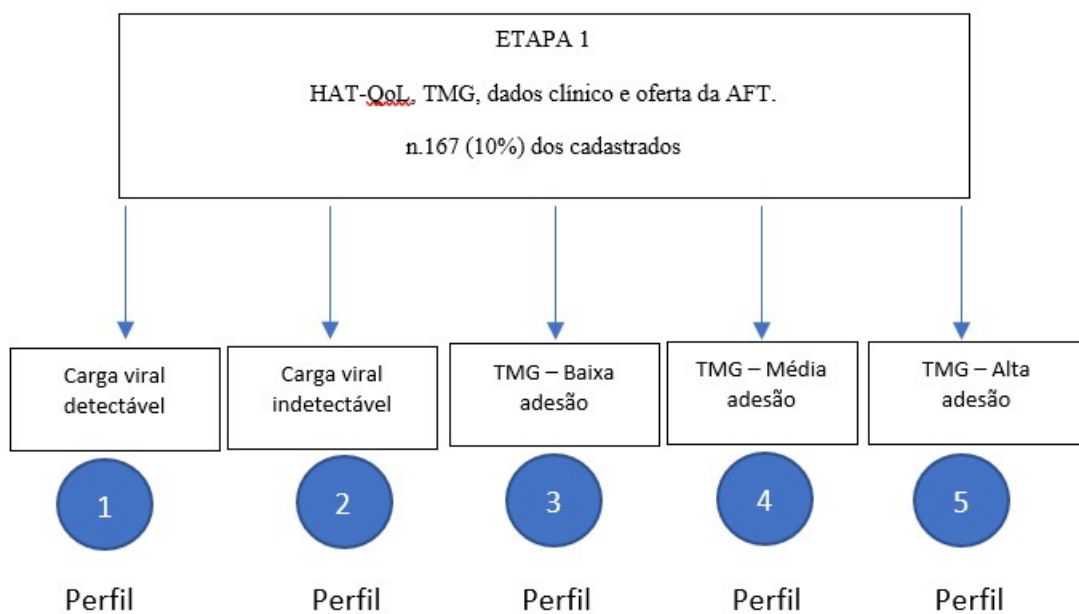 ETAPA 1
HAT-QoL, TMG, dados clínico e oferta da AFT.
n.167 (10%) dos cadastrados
Carga viral
detectável
Carga viral
indetectável
TMG – Baixa
adesão
TMG – Média
adesão
TMG – Alta
adesão
1
2
3
4
5
Perfil
Perfil
Perfil
Perfil
Perfil